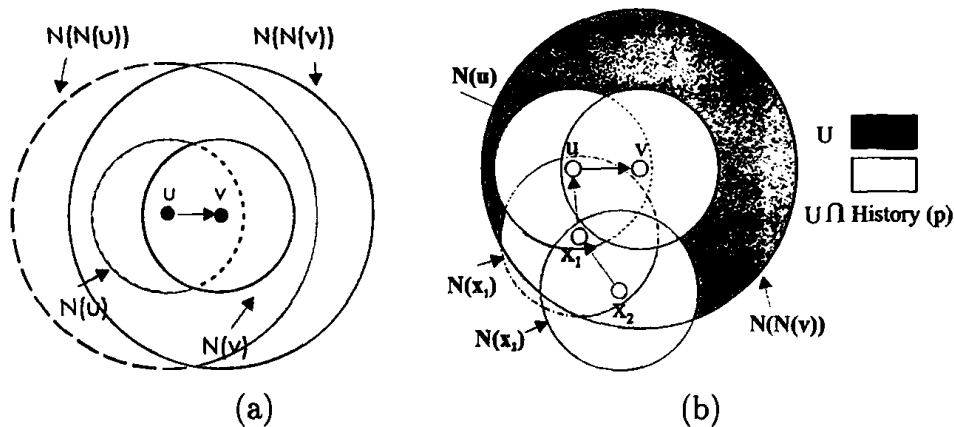 N(N(u))
N(N(v))
u
v
N(u)
N(v)
(a)
N(u)
u
v
x₁
x₂
N(x₁)
N(x₁)
N(N(v))
U
U ∩ History (p)
(b)